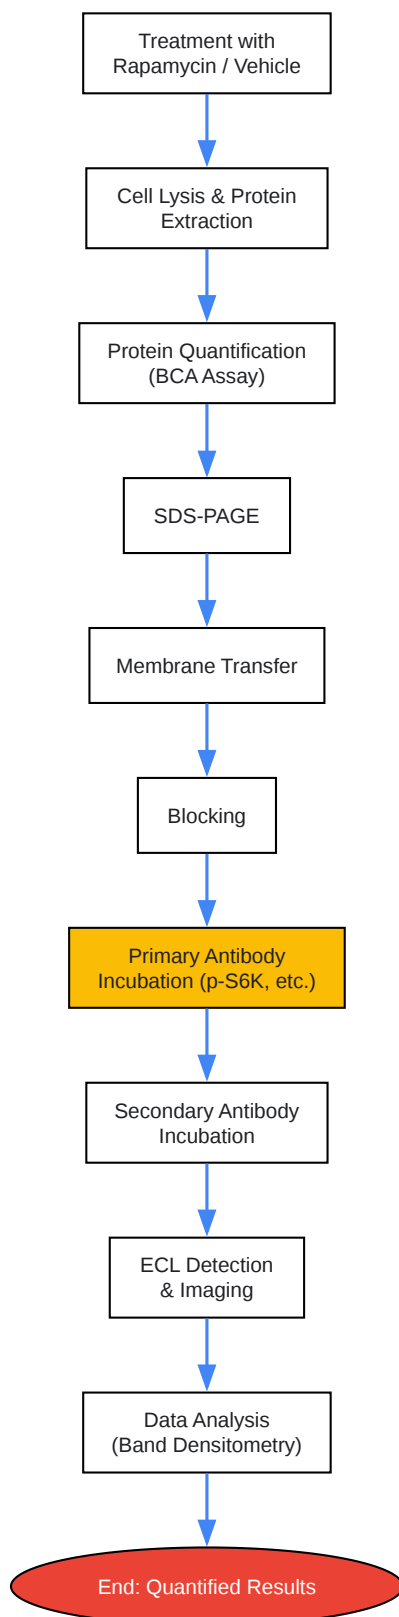 Treatment with
Rapamycin / Vehicle
Cell Lysis & Protein
Extraction
Protein Quantification
(BCA Assay)
SDS-PAGE
Membrane Transfer
Blocking
Primary Antibody
Incubation (p-S6K, etc.)
Secondary Antibody
Incubation
ECL Detection
& Imaging
Data Analysis
(Band Densitometry)
End: Quantified Results